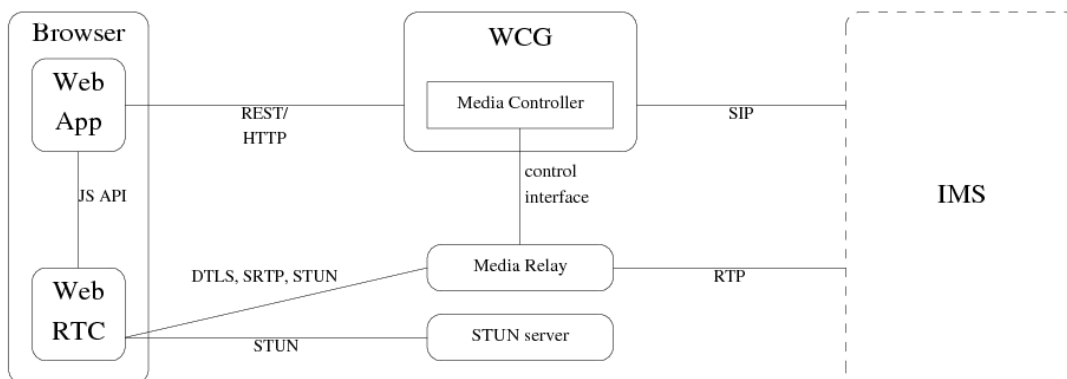 Browser
WCG
Web
App
Media Controller
REST/
HTTP
SIP
control
interface
JS API
IMS
DTLS, SRTP, STUN
Media Relay
RTP
Web
RTC
STUN
STUN server